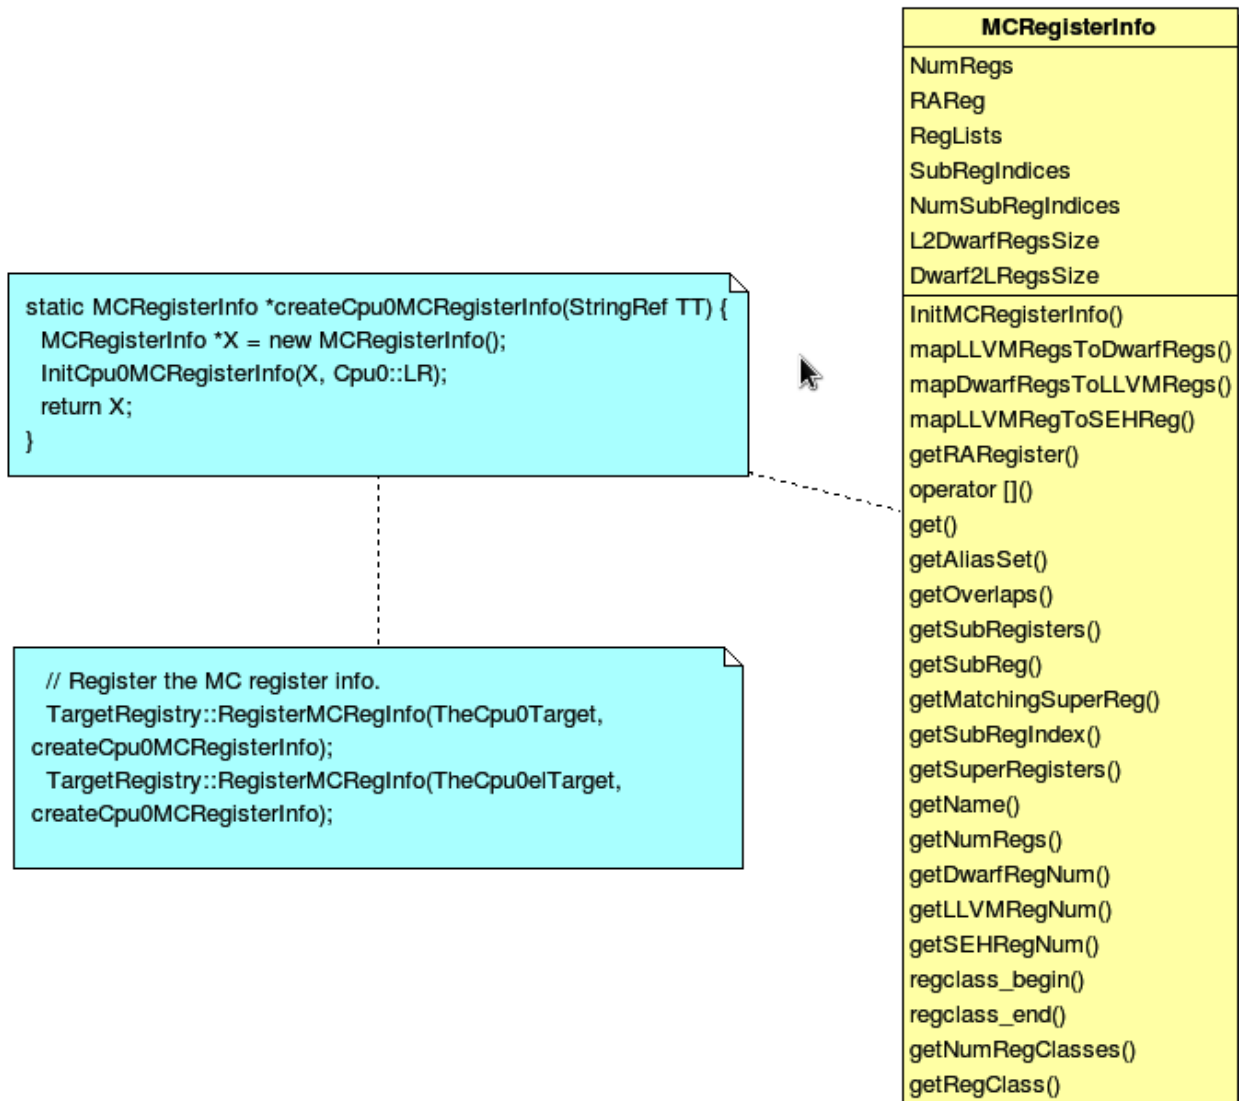 MCRegisterInfo
NumRegs
RAReg
RegLists
SubRegIndices
NumSubRegIndices
L2DwarfRegsSize
Dwarf2LRegsSize
InitMCRegisterInfo()
mapLLVMRegsToDwarfRegs()
mapDwarfRegsToLLVMRegs()
mapLLVMRegToSEHReg()
getRARegister()
operator []()
get()
getAliasSet()
getOverlaps()
getSubRegisters()
getSubReg()
getMatchingSuperReg()
getSubRegIndex()
getSuperRegisters()
getName()
getNumRegs()
getDwarfRegNum()
getLLVMRegNum()
getSEHRegNum()
regclass_begin()
regclass_end()
getNumRegClasses()
getRegClass()
static MCRegisterInfo *createCpu0MCRegisterInfo(StringRef TT) {
MCRegisterInfo *X = new MCRegisterInfo();
InitCpu0MCRegisterInfo(X, Cpu0::LR);
return X;
}
// Register the MC register info.
TargetRegistry::RegisterMCRegInfo(TheCpu0Target,
createCpu0MCRegisterInfo);
TargetRegistry::RegisterMCRegInfo(TheCpu0elTarget,
createCpu0MCRegisterInfo);